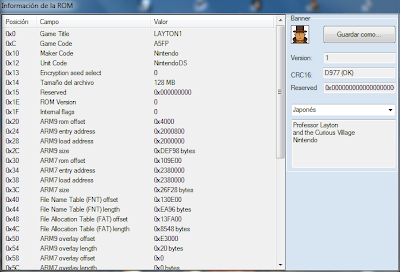 Información de la ROM
Posición Campo Valor
0x0 Game Title LAYTON1
0xC Game Code A5FP
0x10 Maker Code Nintendo
0x12 Unit Code NintendoDS
0x13 Encryption seed select 0
0x14 Tamaño del archivo 128 MB
0x15 Reserved 0x000000000
0x1E ROM Version 0
0x1F Internal flags 0
0x20 ARM9 rom offset 0x4000
0x24 ARM9 entry address 0x2000800
0x28 ARM9 load address 0x2000000
0x2C ARM9 size 0xDEF98 bytes
0x30 ARM7 rom offset 0x109E00
0x34 ARM7 entry address 0x2380000
0x38 ARM7 load address 0x2380000
0x3C ARM7 size 0x26F28 bytes
0x40 File Name Table (FNT) offset 0x130E00
0x44 File Name Table (FNT) length 0xEA96 bytes
0x48 File Allocation Table (FAT) offset 0x13FA00
0x4C File Allocation Table (FAT) length 0x8548 bytes
0x50 ARM9 overlay offset 0xE3000
0x54 ARM9 overlay length 0x20 bytes
0x58 ARM7 overlay offset 0x0
0x5C ARM7 overlay length 0x0 bytes
Banner
Guardar como...
Version: 1
CRC16: D977 (OK)
Reserved 0x00000000000000000
Japonés
Professor Layton
and the Curious Village
Nintendo